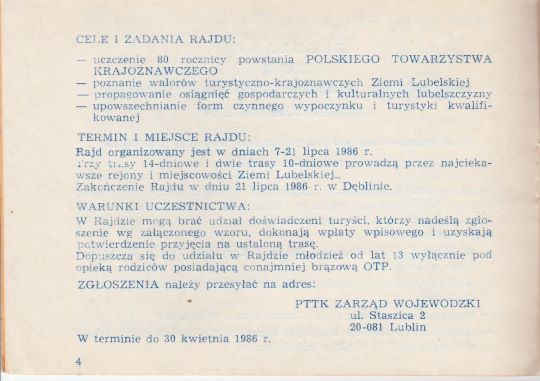 CELE I ZADANIA RAJDU:
— uczczenie 80 rocznicy powstania POLSKIEGO TOWARZYSTWA
KRAJOZNAWCZEGO
— poznanie walorów turystyczno-krajoznawczych Ziemi Lubelskiej
— propagowanie osiągnięć gospodarczych i kulturalnych lubelszczyzny
— upowszechnianie form czynnego wypoczynku i turystyki kwalifi-
kowanej
TERMIN I MIEJSCE RAJDU:
Rajd organizowany jest w dniach 7-21 lipca 1986 r.
Trzy trasy 14-dniowe i dwie trasy 10-dniowe prowadzą przez najcieka-
wsze rejony i miejscowości Ziemi Lubelskiej..
Zakończenie Rajdu w dniu 21 lipca 1986 r. w Dęblinie.
WARUNKI UCZESTNICTWA:
W Rajdzie mogą brać udział doświadczeni turyści, którzy nadeślą zgło-
szenie wg załączonego wzoru, dokonają wpłaty wpisowego i uzyskają
potwierdzenie przyjęcia na ustaloną trasę.
Dopuszcza się do udziału w Rajdzie młodzież od lat 13 wyłącznie pod
opieką rodziców posiadającą conajmniej brązową OTP.
ZGŁOSZENIA należy przesyłać na adres:
PTTK ZARZĄD WOJEWÓDZKI
ul. Staszica 2
20-081 Lublin
W terminie do 30 kwietnia 1986 r.
4